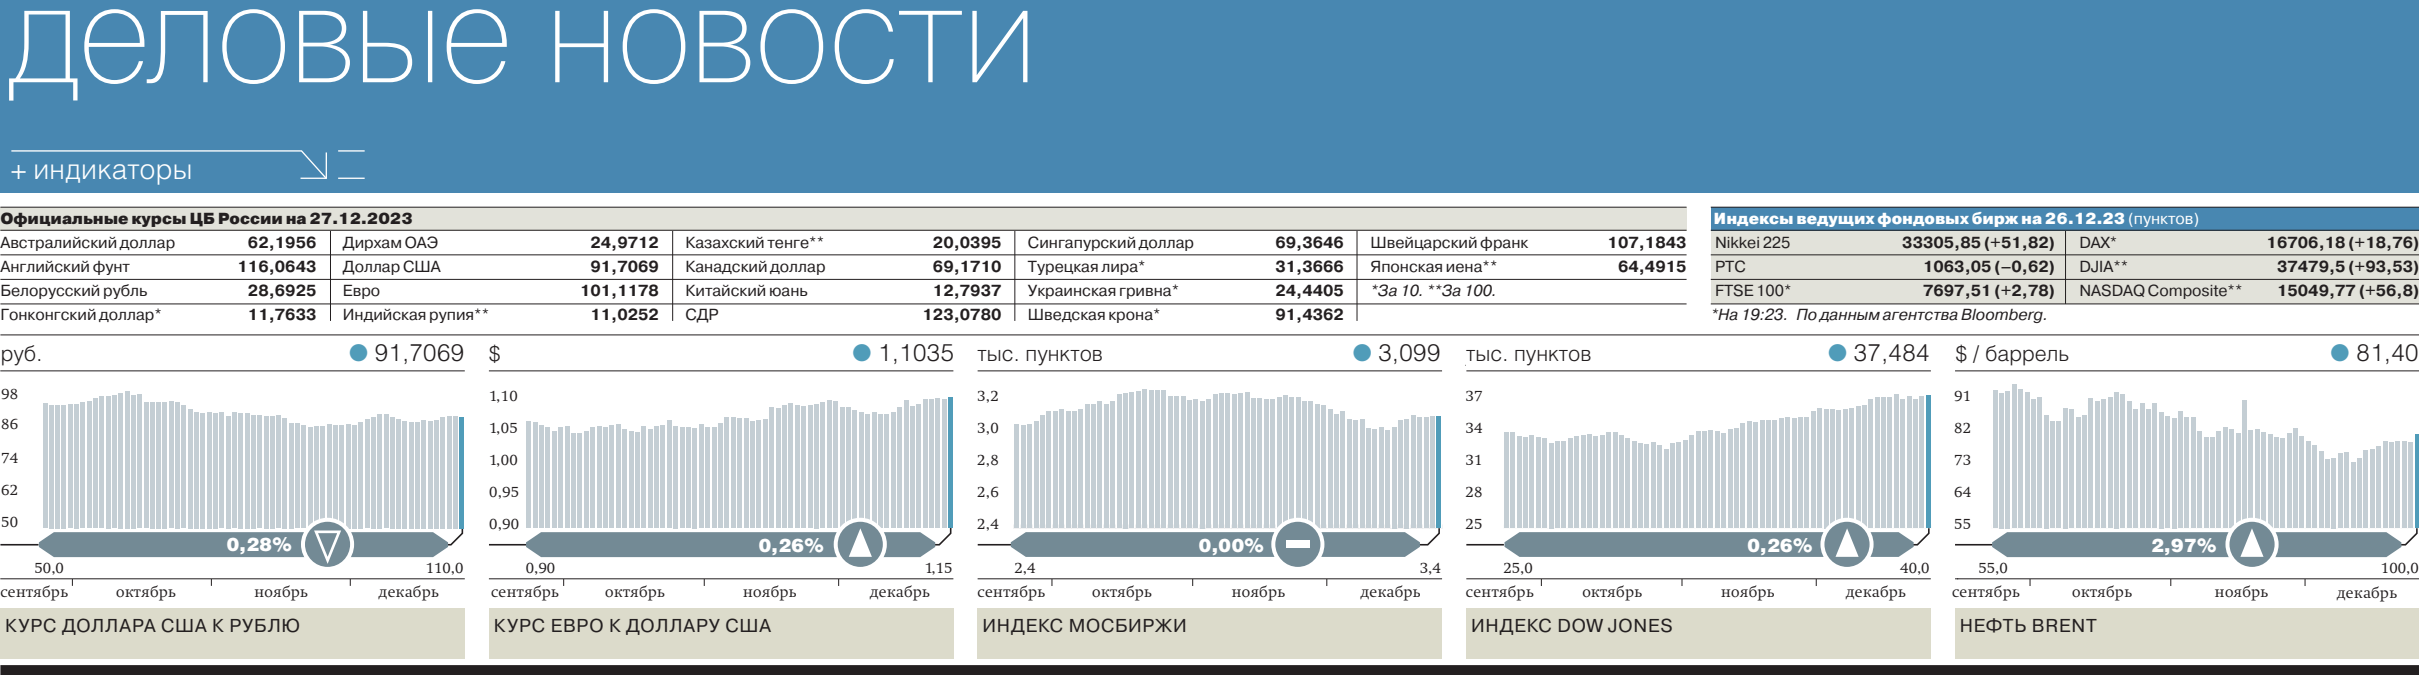 деловые новости
+ индикаторы
Официальные курсы ЦБ России на 27.12.2023
Австралийский доллар 62,1956 Дирхам ОАЭ 24,9712 Казахский тенге** 20,0395 Сингапурский доллар 69,3646 Швейцарский франк 107,1843
Английский фунт 116,0643 Доллар США 91,7069 Канадский доллар 69,1710 Турецкая лира* 31,3666 Японская иена** 64,4915
Белорусский рубль 28,6925 Евро 101,1178 Китайский юань 12,7937 Украинская гривна* 24,4405 *За 10. **За 100.
Гонконгский доллар* 11,7633 Индийская рупия** 11,0252 СДР 123,0780 Шведская крона* 91,4362
Индексы ведущих фондовых бирж на 26.12.23 (пунктов)
Nikkei 225 33305,85 (+51,82) DAX* 16706,18 (+18,76)
РТС 1063,05 (−0,62) DJIA** 37479,5 (+93,53)
FTSE 100* 7697,51 (+2,78) NASDAQ Composite** 15049,77 (+56,8)
*На 19:23. По данным агентства Bloomberg.
руб. 91,7069
98
86
74
62
50
0,28%
50,0 110,0
сентябрь октябрь ноябрь декабрь
КУРС ДОЛЛАРА США К РУБЛЮ
$ 1,1035
1,10
1,05
1,00
0,95
0,90
0,26%
0,90 1,15
сентябрь октябрь ноябрь декабрь
КУРС ЕВРО К ДОЛЛАРУ США
тыс. пунктов 3,099
3,2
3,0
2,8
2,6
2,4
0,00%
2,4 3,4
сентябрь октябрь ноябрь декабрь
ИНДЕКС МОСБИРЖИ
тыс. пунктов 37,484
37
34
31
28
25
0,26%
25,0 40,0
сентябрь октябрь ноябрь декабрь
ИНДЕКС DOW JONES
$ / баррель 81,40
91
82
73
64
55
2,97%
55,0 100,0
сентябрь октябрь ноябрь декабрь
НЕФТЬ BRENT